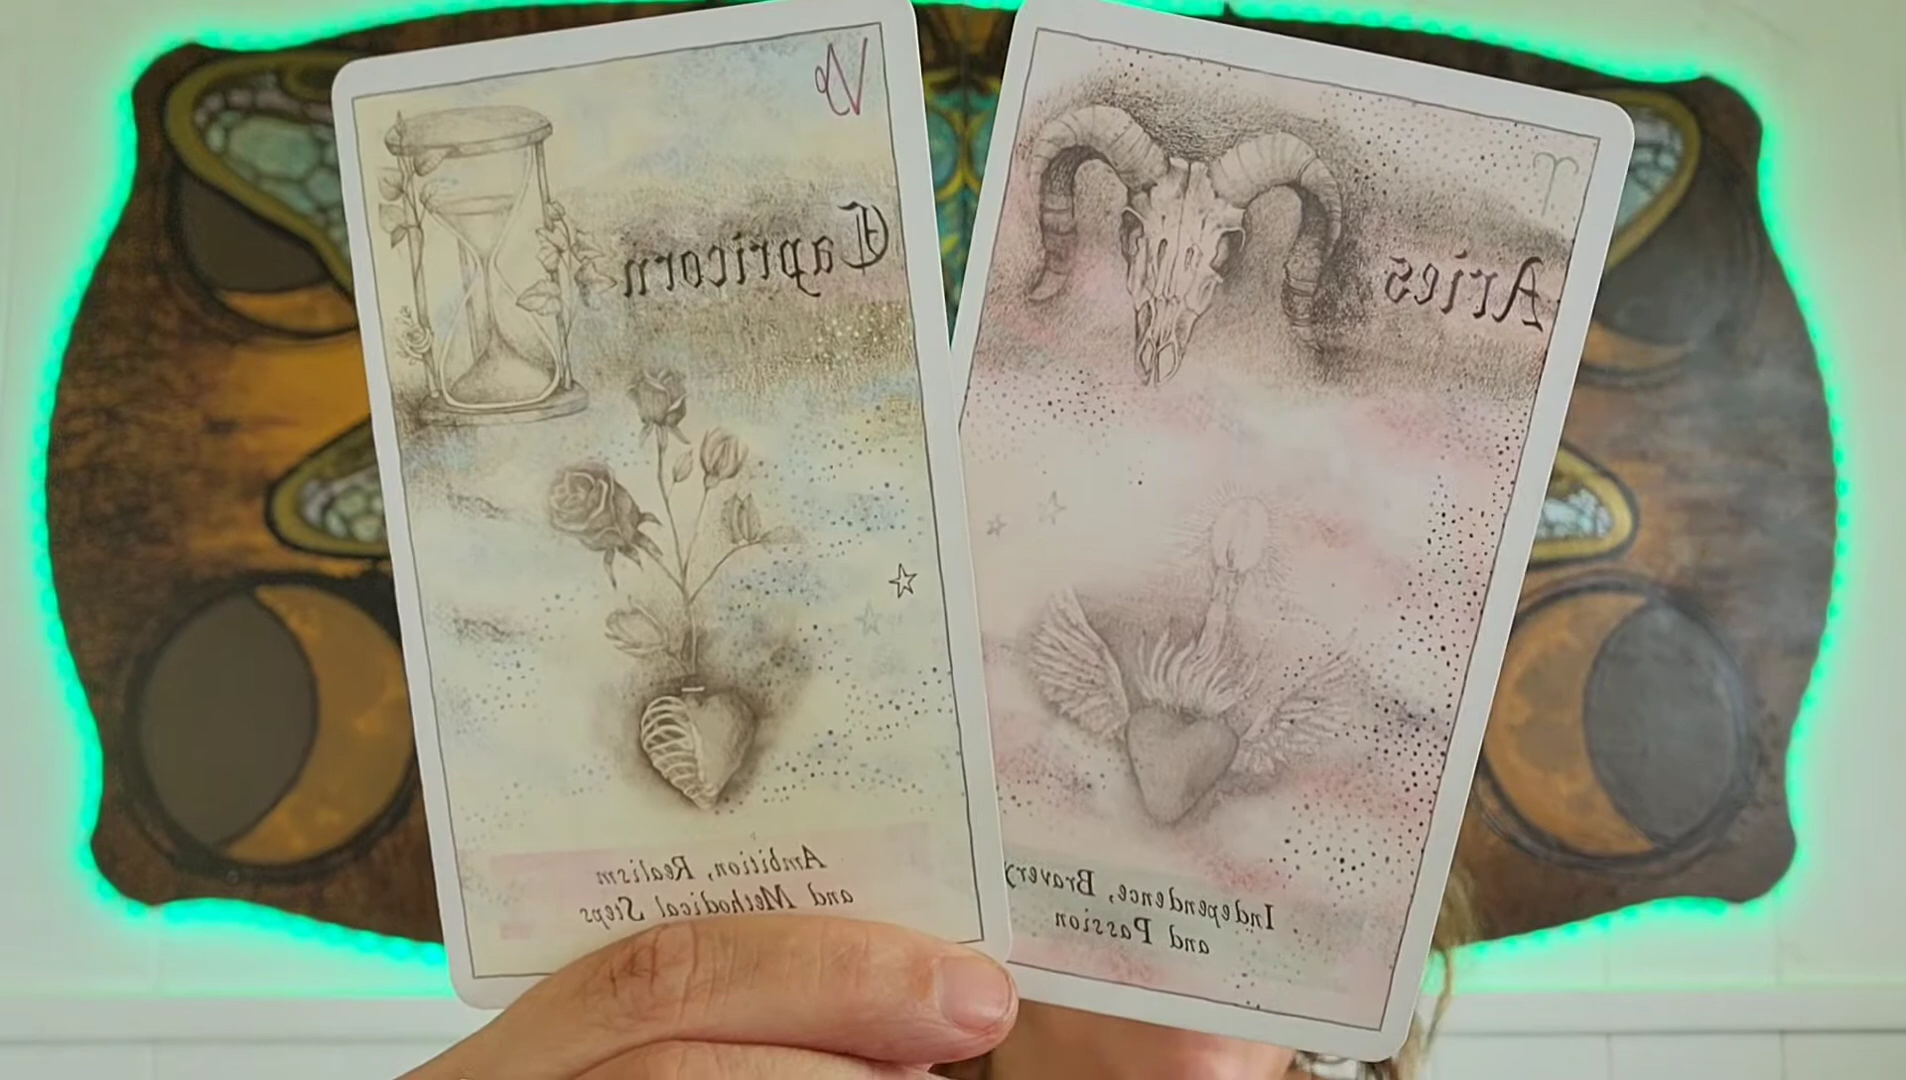 Capricorn
Ambition, Realism
and Methodical Steps
Aries
Independence, Bravery
and Passion